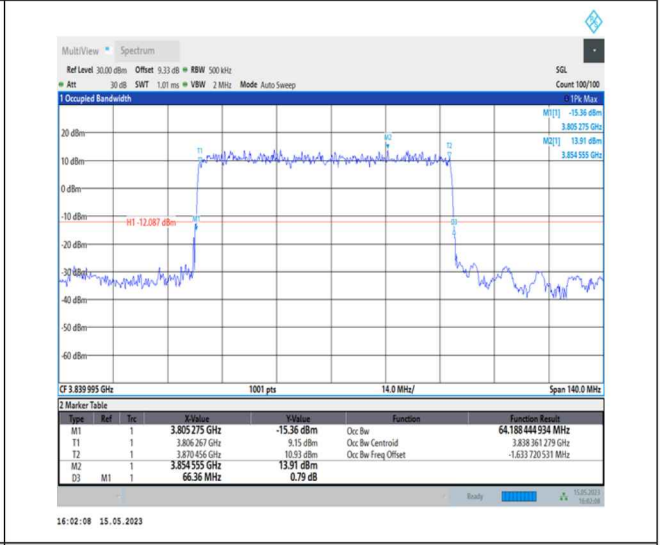 MultiView Spectrum
Ref Level 30.00 dBm Offset 9.33 dB RBW 500 kHz SGL
Att 30 dB SWT 1.01 ms VBW 2 MHz Mode Auto Sweep Count 100/100
1 Occupied Bandwidth 1Pk Max
M1[1] -15.36 dBm
3.805 275 GHz
M2[1] 13.91 dBm
3.854 555 GHz
20 dBm
M2
T1
T2
10 dBm
0 dBm
-10 dBm
H1 -12.087 dBm
M1
D3
-20 dBm
-30 dBm
-40 dBm
-50 dBm
-60 dBm
CF 3.839 995 GHz 1001 pts 14.0 MHz/ Span 140.0 MHz
2 Marker Table
Type Ref Trc X-Value Y-Value Function Function Result
M1 1 3.805 275 GHz -15.36 dBm Occ Bw 64.188 444 934 MHz
T1 1 3.806 267 GHz 9.15 dBm Occ Bw Centroid 3.838 361 279 GHz
T2 1 3.870 456 GHz 10.93 dBm Occ Bw Freq Offset -1.633 720 531 MHz
M2 1 3.854 555 GHz 13.91 dBm
D3 M1 1 66.36 MHz 0.79 dB
Ready 15.05.2023
16:02:08
16:02:08 15.05.2023